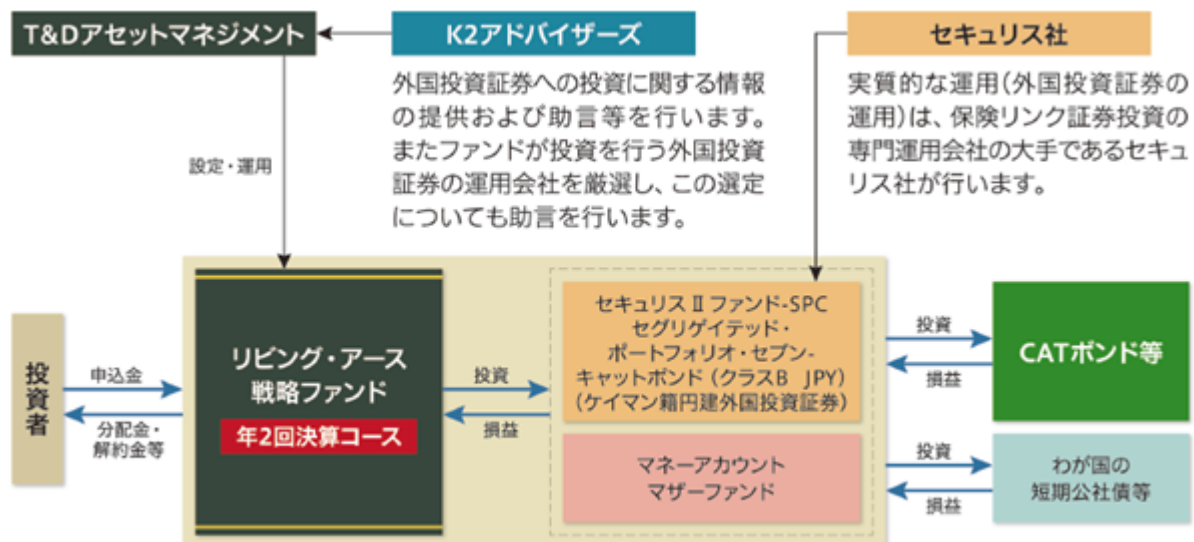 T&Dアセットマネジメント
K2アドバイザーズ
セキュリス社
外国投資証券への投資に関する情報
の提供および助言等を行います。
またファンドが投資を行う外国投資
証券の運用会社を厳選し、この選定
についても助言を行います。
実質的な運用(外国投資証券の
運用)は、保険リンク証券投資の
専門運用会社の大手であるセキュ
リス社が行います。
設定・運用
投資者
申込金
分配金・
解約金等
リビング・アース
戦略ファンド
年2回決算コース
投資
損益
セキュリスⅡファンド-SPC
セグリゲイテッド・
ポートフォリオ・セブン-
キャットボンド(クラスB JPY)
(ケイマン籍円建外国投資証券)
マネーアカウント
マザーファンド
投資
損益
CATボンド等
投資
損益
わが国の
短期公社債等